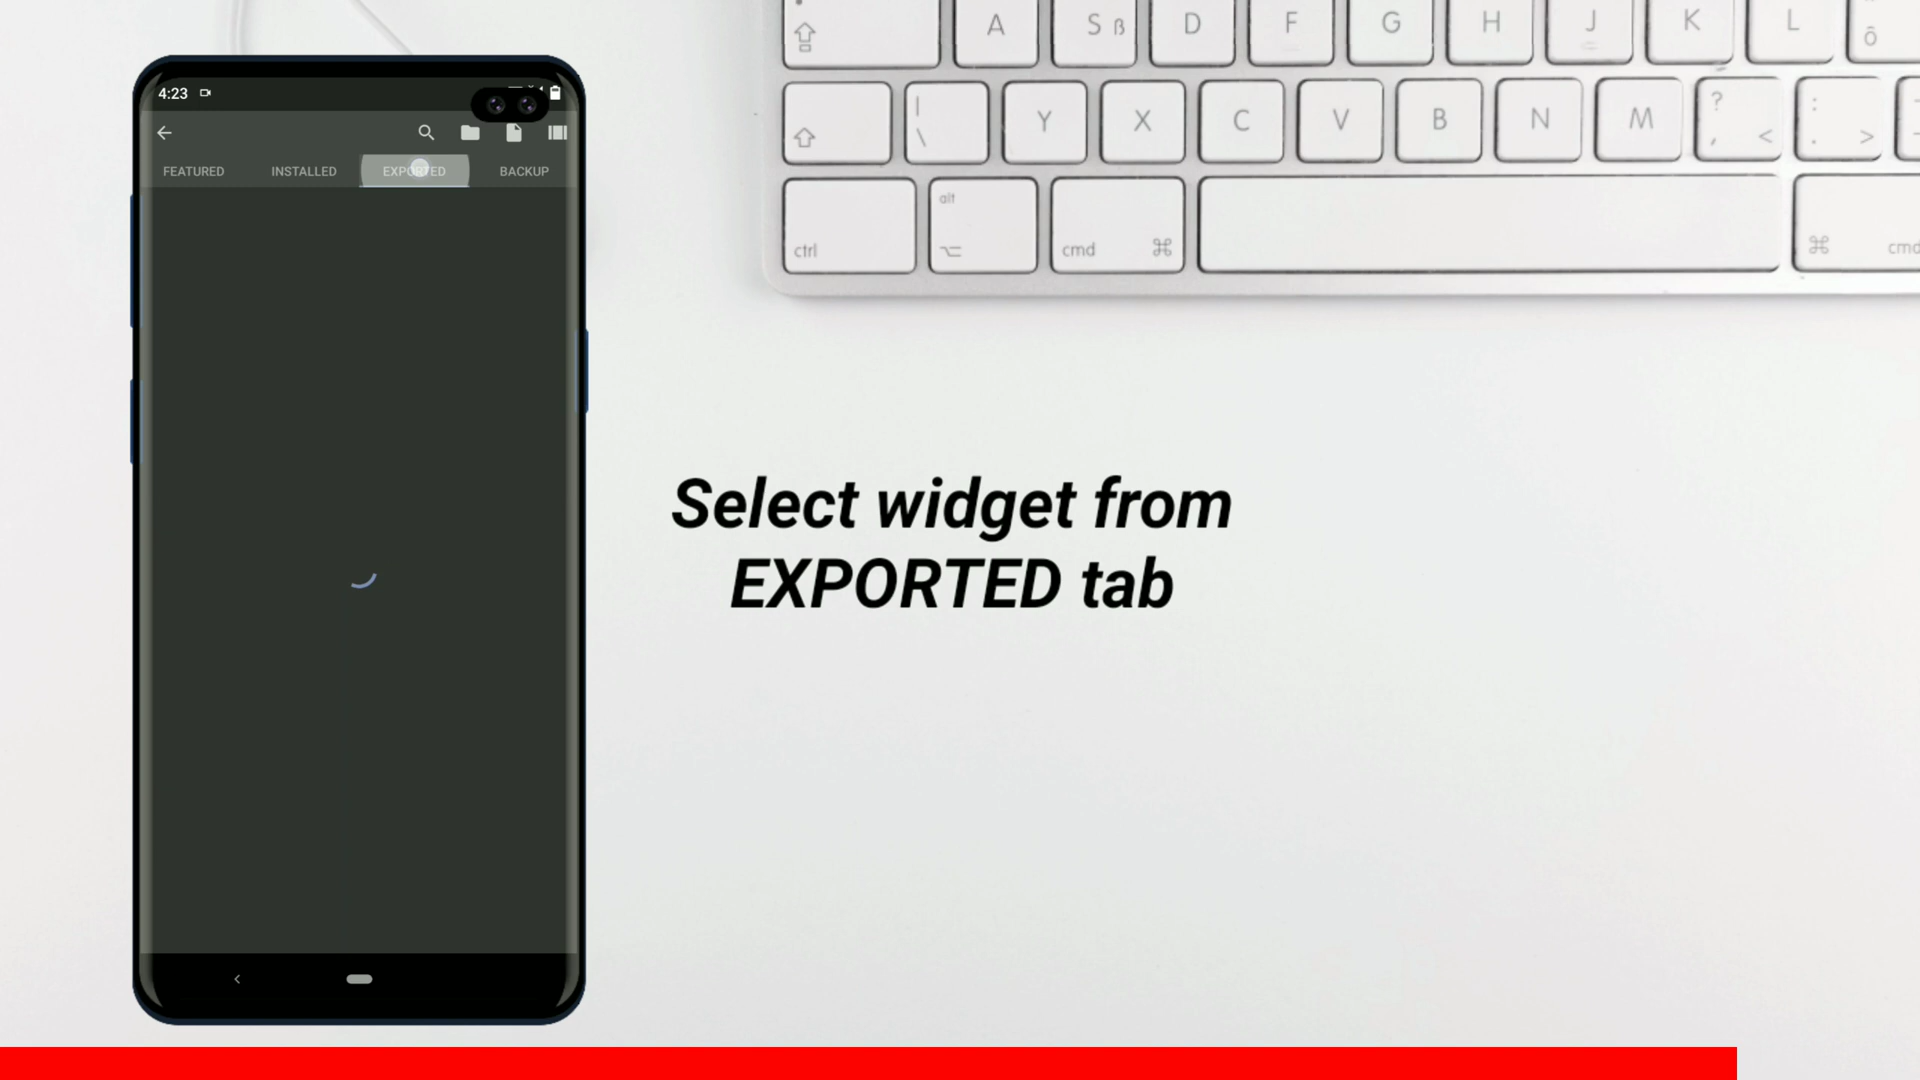 A S ß D F G H J K L ô
4:23
| \ Y X C V B N M ? , < : . >
FEATURED INSTALLED EXPORTED BACKUP
alt
ctrl cmd ⌘ ⌘ cmd
Select widget from
EXPORTED tab